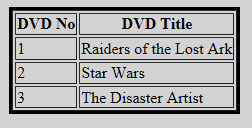 DVD No DVD Title
1 Raiders of the Lost Ark
2 Star Wars
3 The Disaster Artist